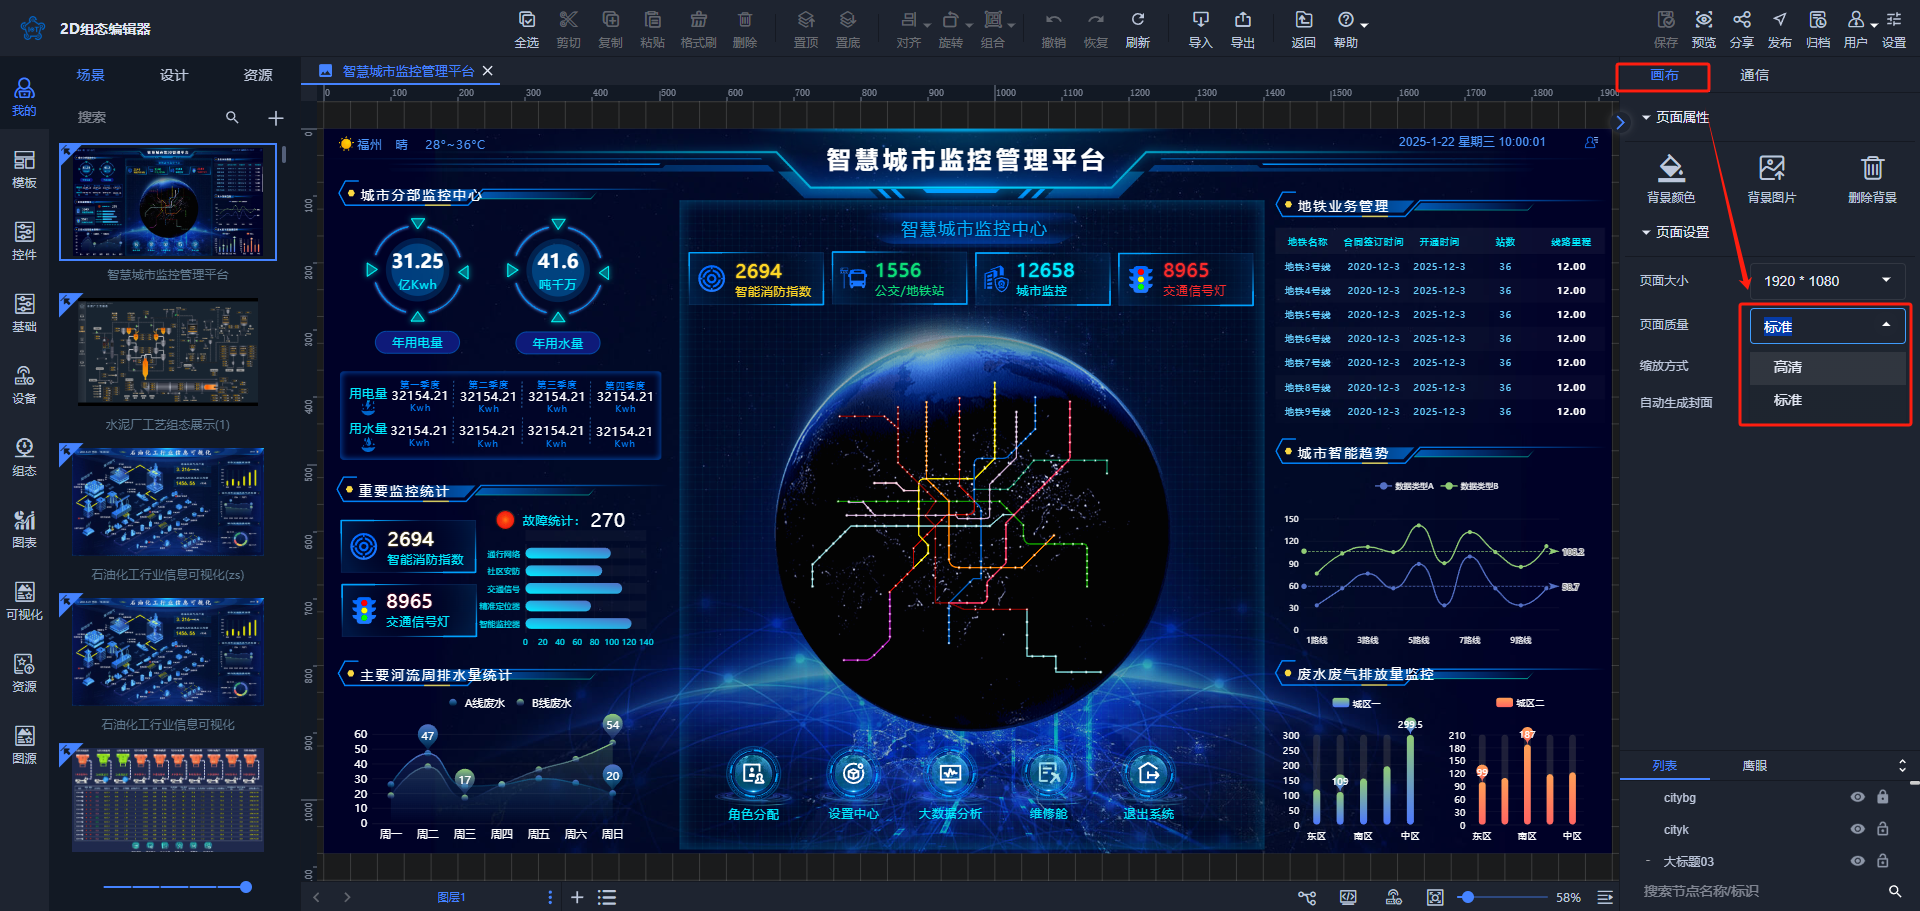 2D组态编辑器
全选 剪切 复制 粘贴 格式刷 删除 置顶 置底 对齐 旋转 组合 撤销 恢复 刷新 导入 导出 返回 帮助 保存 预览 分享 发布 归档 用户 设置
我的
模板
控件
基础
设备
组态
图表
可视化
资源
图源
场景 设计 资源
搜索
智慧城市监控管理平台
水泥厂工艺组态展示(1)
石油化工行业信息可视化(zs)
石油化工行业信息可视化
智慧城市监控管理平台
0 100 200 300 400 500 600 700 800 900 1000 1100 1200 1300 1400 1500 1600 1700 1800 1900
0
100
200
300
400
500
600
700
800
900
1000
福州 晴 28°~36°C
智慧城市监控管理平台
2025-1-22 星期三 10:00:01
城市分部监控中心
31.25
亿Kwh
年用电量
41.6
吨千万
年用水量
第一季度 第二季度 第三季度 第四季度
用电量 32154.21 32154.21 32154.21 32154.21
Kwh Kwh Kwh Kwh
用水量 32154.21 32154.21 32154.21 32154.21
Kwh Kwh Kwh Kwh
重要监控统计
2694
智能消防指数
8965
交通信号灯
故障统计： 270
通行网络
社区安防
交通信号
精准定位器
智能监控器
0 20 40 60 80 100 120 140
主要河流周排水量统计
A线废水 B线废水
60
50
40
30
20
10
0
47
17
54
20
周一 周二 周三 周四 周五 周六 周日
智慧城市监控中心
2694
智能消防指数
1556
公交/地铁站
12658
城市监控
8965
交通信号灯
角色分配 设置中心 大数据分析 维修舱 退出系统
地铁业务管理
地铁名称 合同签订时间 开通时间 站数 线路里程
地铁3号线 2020-12-3 2025-12-3 36 12.00
地铁4号线 2020-12-3 2025-12-3 36 12.00
地铁5号线 2020-12-3 2025-12-3 36 12.00
地铁6号线 2020-12-3 2025-12-3 36 12.00
地铁7号线 2020-12-3 2025-12-3 36 12.00
地铁8号线 2020-12-3 2025-12-3 36 12.00
地铁9号线 2020-12-3 2025-12-3 36 12.00
城市智能趋势
数据类型A 数据类型B
150
120
90
60
30
0
1路线 3路线 5路线 7路线 9路线
废水废气排放量监控
城区一
300
250
200
150
100
50
0
109
299.5
东区 南区 中区
城区二
210
180
150
120
90
60
30
0
99
187
东区 南区 中区
图层1
58%
画布 通信
页面属性
背景颜色 背景图片 删除背景
页面设置
页面大小 1920 * 1080
页面质量 标准
高清
标准
缩放方式
自动生成封面
列表 鹰眼
citybg
cityk
大标题03
搜索节点名称/标识